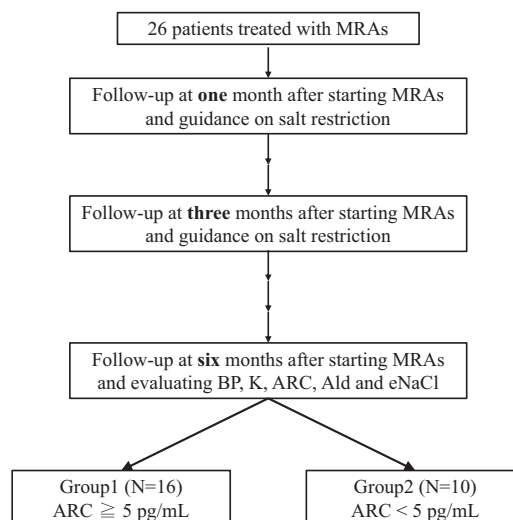 26 patients treated with MRAs
Follow-up at one month after starting MRAs
and guidance on salt restriction
Follow-up at three months after starting MRAs
and guidance on salt restriction
Follow-up at six months after starting MRAs
and evaluating BP, K, ARC, Ald and eNaCl
Group1 (N=16)
ARC ≧ 5 pg/mL
Group2 (N=10)
ARC < 5 pg/mL